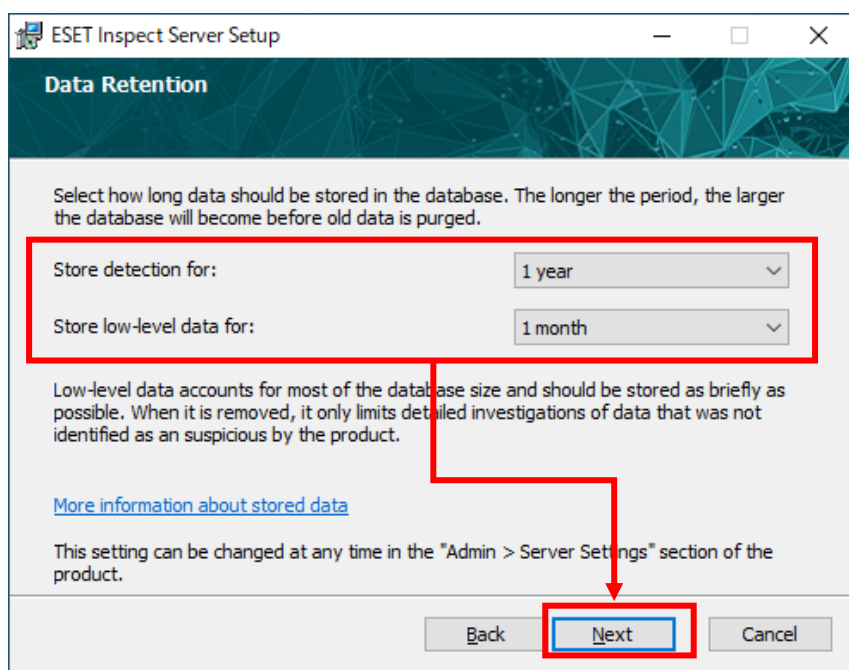 ESET Inspect Server Setup
Data Retention
Select how long data should be stored in the database. The longer the period, the larger
the database will become before old data is purged.
Store detection for: 1 year
Store low-level data for: 1 month
Low-level data accounts for most of the database size and should be stored as briefly as
possible. When it is removed, it only limits detailed investigations of data that was not
identified as an suspicious by the product.
More information about stored data
This setting can be changed at any time in the "Admin > Server Settings" section of the
product.
Back Next Cancel